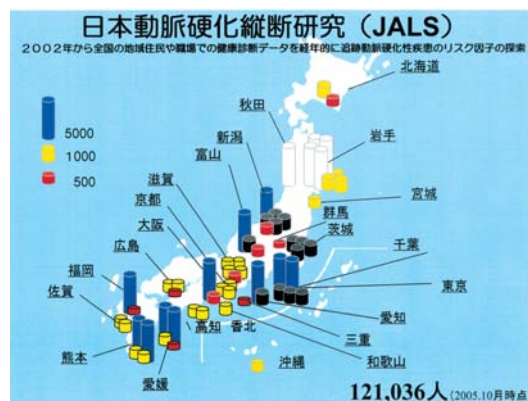 日本動脈硬化縦断研究（JALS）
2002年から全国の地域住民や職場での健康診断データを経年的に追跡動脈硬化性疾患のリスク因子の探索
北海道
秋田
5000
1000
500
新潟
岩手
富山
滋賀
宮城
京都
群馬
大阪
茨城
広島
千葉
福岡
東京
佐賀
愛知
高知
香北
三重
熊本
和歌山
沖縄
愛媛
121,036人（2005.10月時点